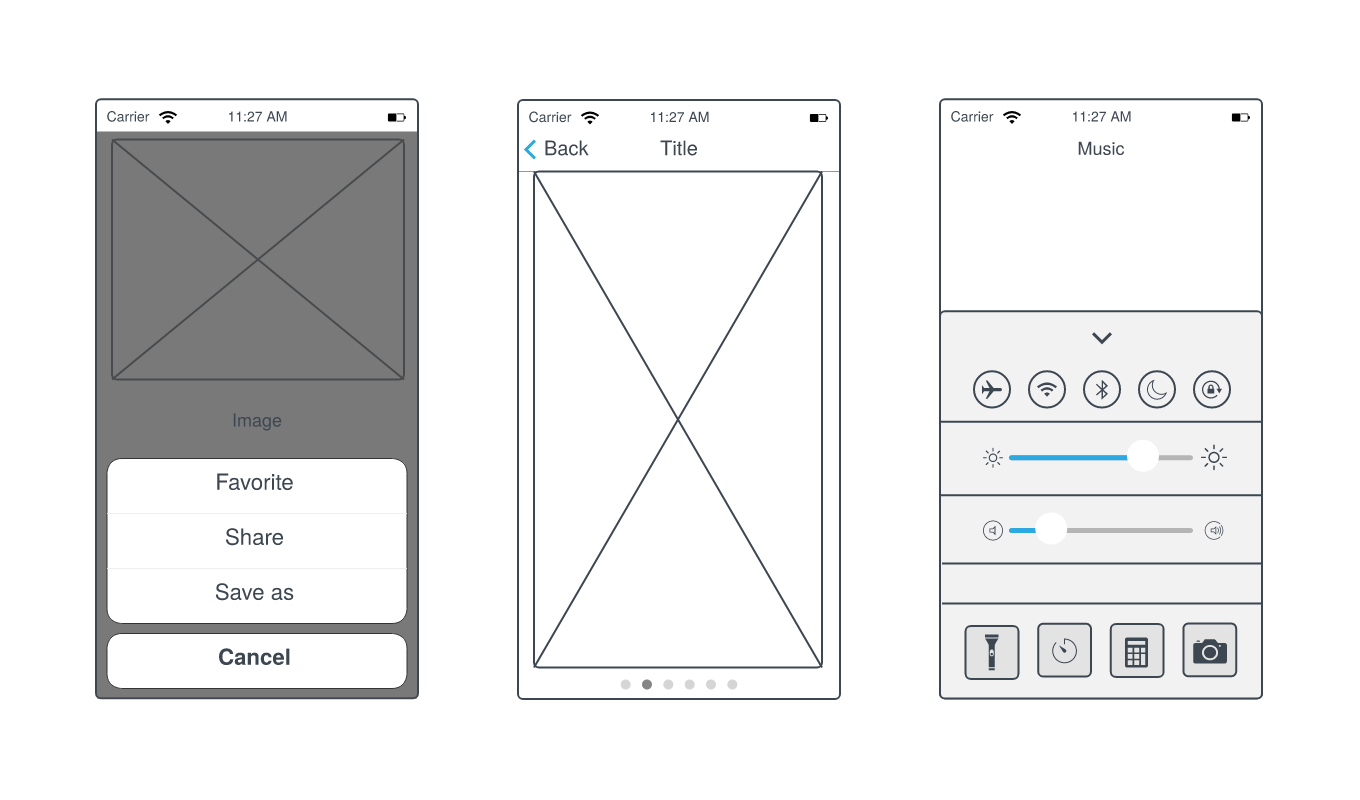 Carrier 11:27 AM
Image
Favorite
Share
Save as
Cancel
Carrier 11:27 AM
Back Title
Carrier 11:27 AM
Music